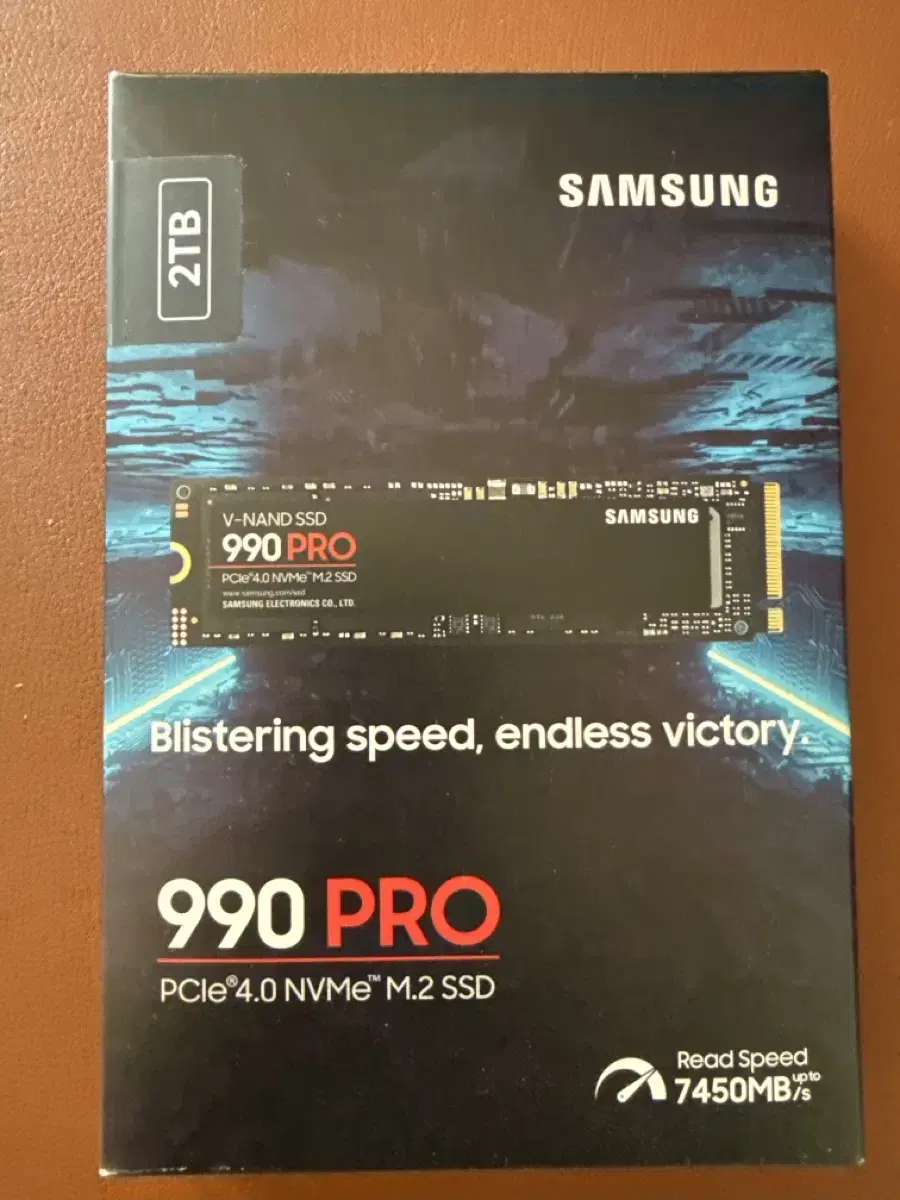 SAMSUNG
2TB
V-NAND SSD
990 PRO
PCIe®4.0 NVMe™ M.2 SSD
www.samsung.com/ssd
SAMSUNG ELECTRONICS CO., LTD.
SAMSUNG
Blistering speed, endless victory.
990 PRO
PCIe®4.0 NVMe™ M.2 SSD
Read Speed
up to
7450MB/s